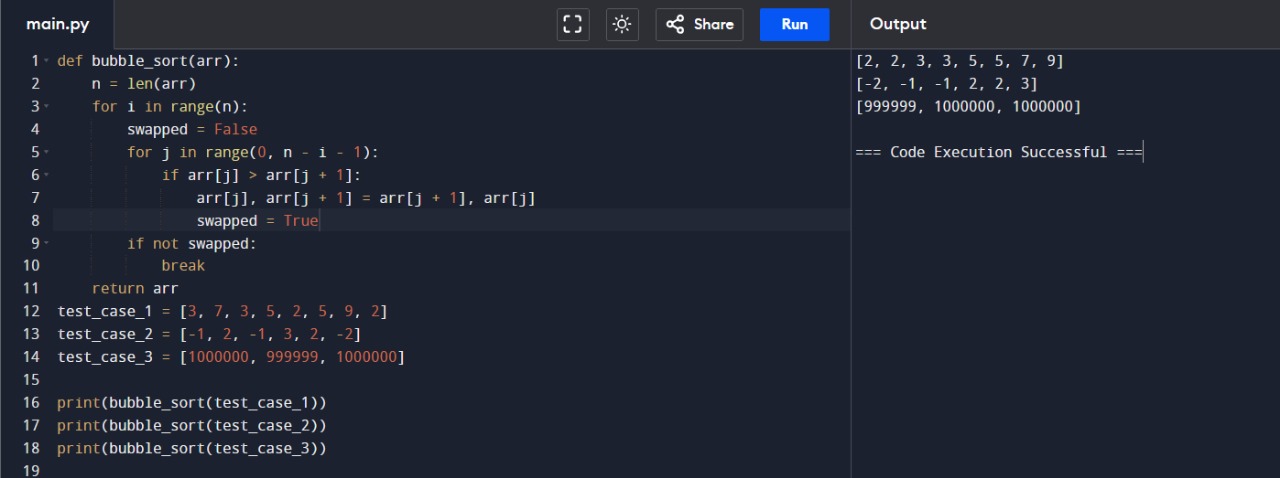 main.py
Share
Run
Output
1 def bubble_sort(arr):
2     n = len(arr)
3     for i in range(n):
4         swapped = False
5         for j in range(0, n - i - 1):
6             if arr[j] > arr[j + 1]:
7                 arr[j], arr[j + 1] = arr[j + 1], arr[j]
8                 swapped = True
9         if not swapped:
10             break
11     return arr
12 test_case_1 = [3, 7, 3, 5, 2, 5, 9, 2]
13 test_case_2 = [-1, 2, -1, 3, 2, -2]
14 test_case_3 = [1000000, 999999, 1000000]
15
16 print(bubble_sort(test_case_1))
17 print(bubble_sort(test_case_2))
18 print(bubble_sort(test_case_3))
19
[2, 2, 3, 3, 5, 5, 7, 9]
[-2, -1, -1, 2, 2, 3]
[999999, 1000000, 1000000]
=== Code Execution Successful ===